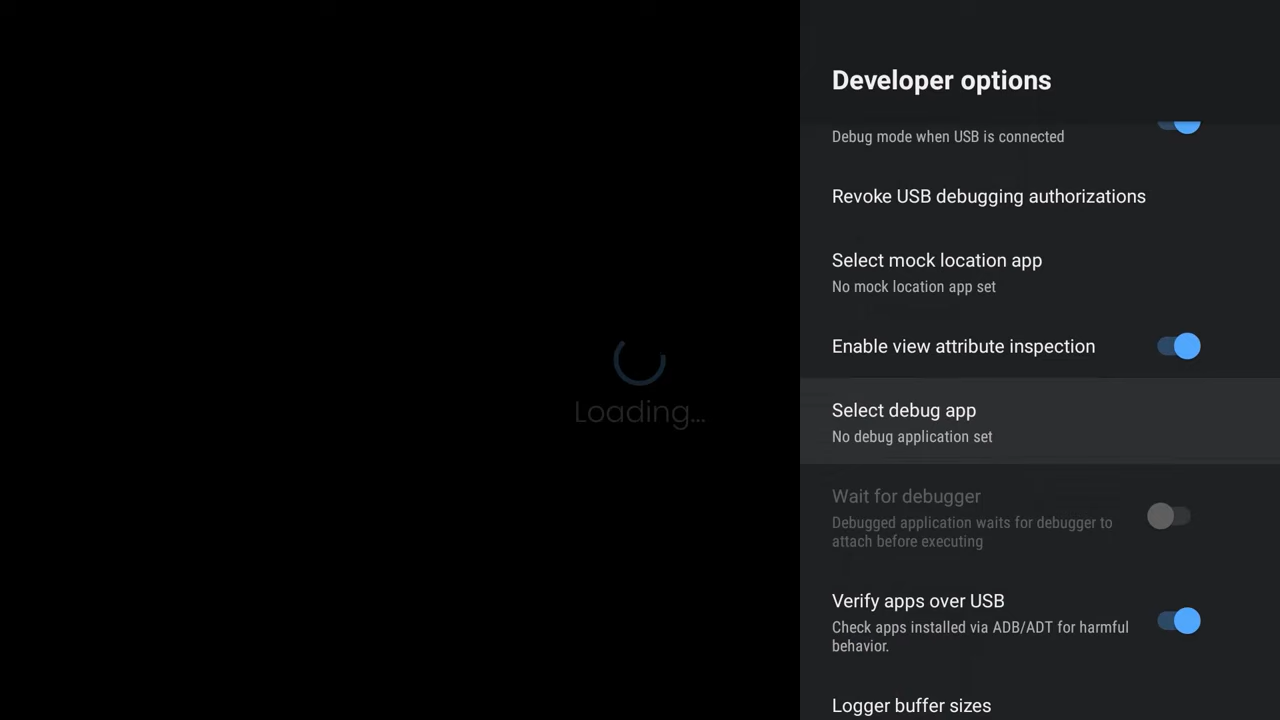 Developer options
Debug mode when USB is connected
Revoke USB debugging authorizations
Select mock location app
No mock location app set
Enable view attribute inspection
Loading...
Select debug app
No debug application set
Wait for debugger
Debugged application waits for debugger to
attach before executing
Verify apps over USB
Check apps installed via ADB/ADT for harmful
behavior.
Logger buffer sizes